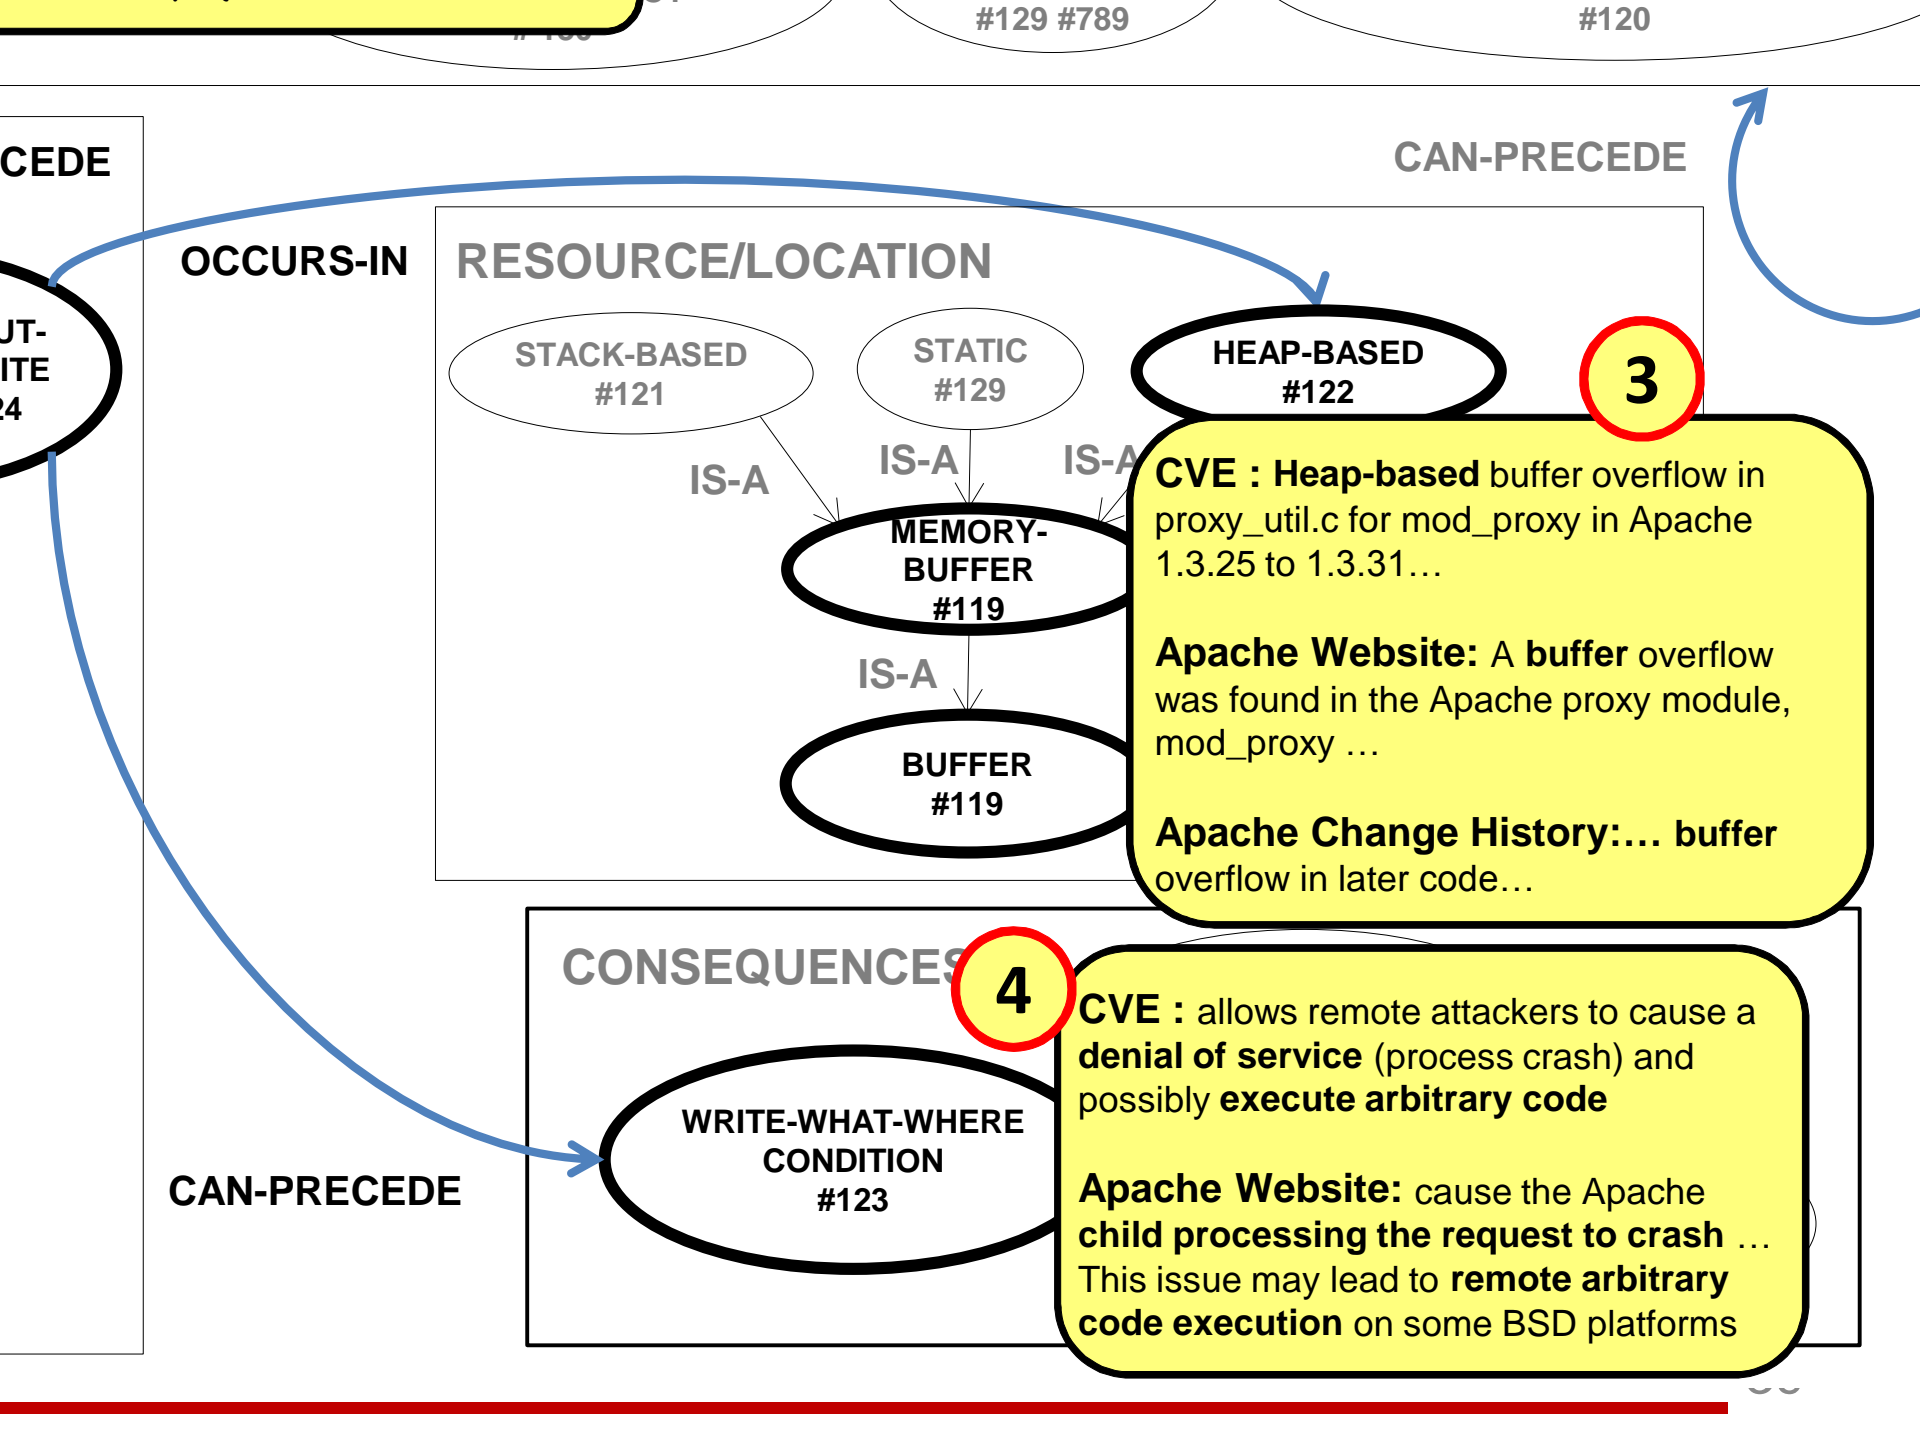 #129 #789
#120
CEDE
CAN-PRECEDE
OCCURS-IN
RESOURCE/LOCATION
UT-
ITE
24
STACK-BASED
#121
STATIC
#129
HEAP-BASED
#122
3
IS-A
IS-A
IS-A
MEMORY-
BUFFER
#119
IS-A
BUFFER
#119
CVE : Heap-based buffer overflow in
proxy_util.c for mod_proxy in Apache
1.3.25 to 1.3.31…
Apache Website: A buffer overflow
was found in the Apache proxy module,
mod_proxy …
Apache Change History:… buffer
overflow in later code…
CONSEQUENCES
4
WRITE-WHAT-WHERE
CONDITION
#123
CAN-PRECEDE
CVE : allows remote attackers to cause a
denial of service (process crash) and
possibly execute arbitrary code
Apache Website: cause the Apache
child processing the request to crash …
This issue may lead to remote arbitrary
code execution on some BSD platforms